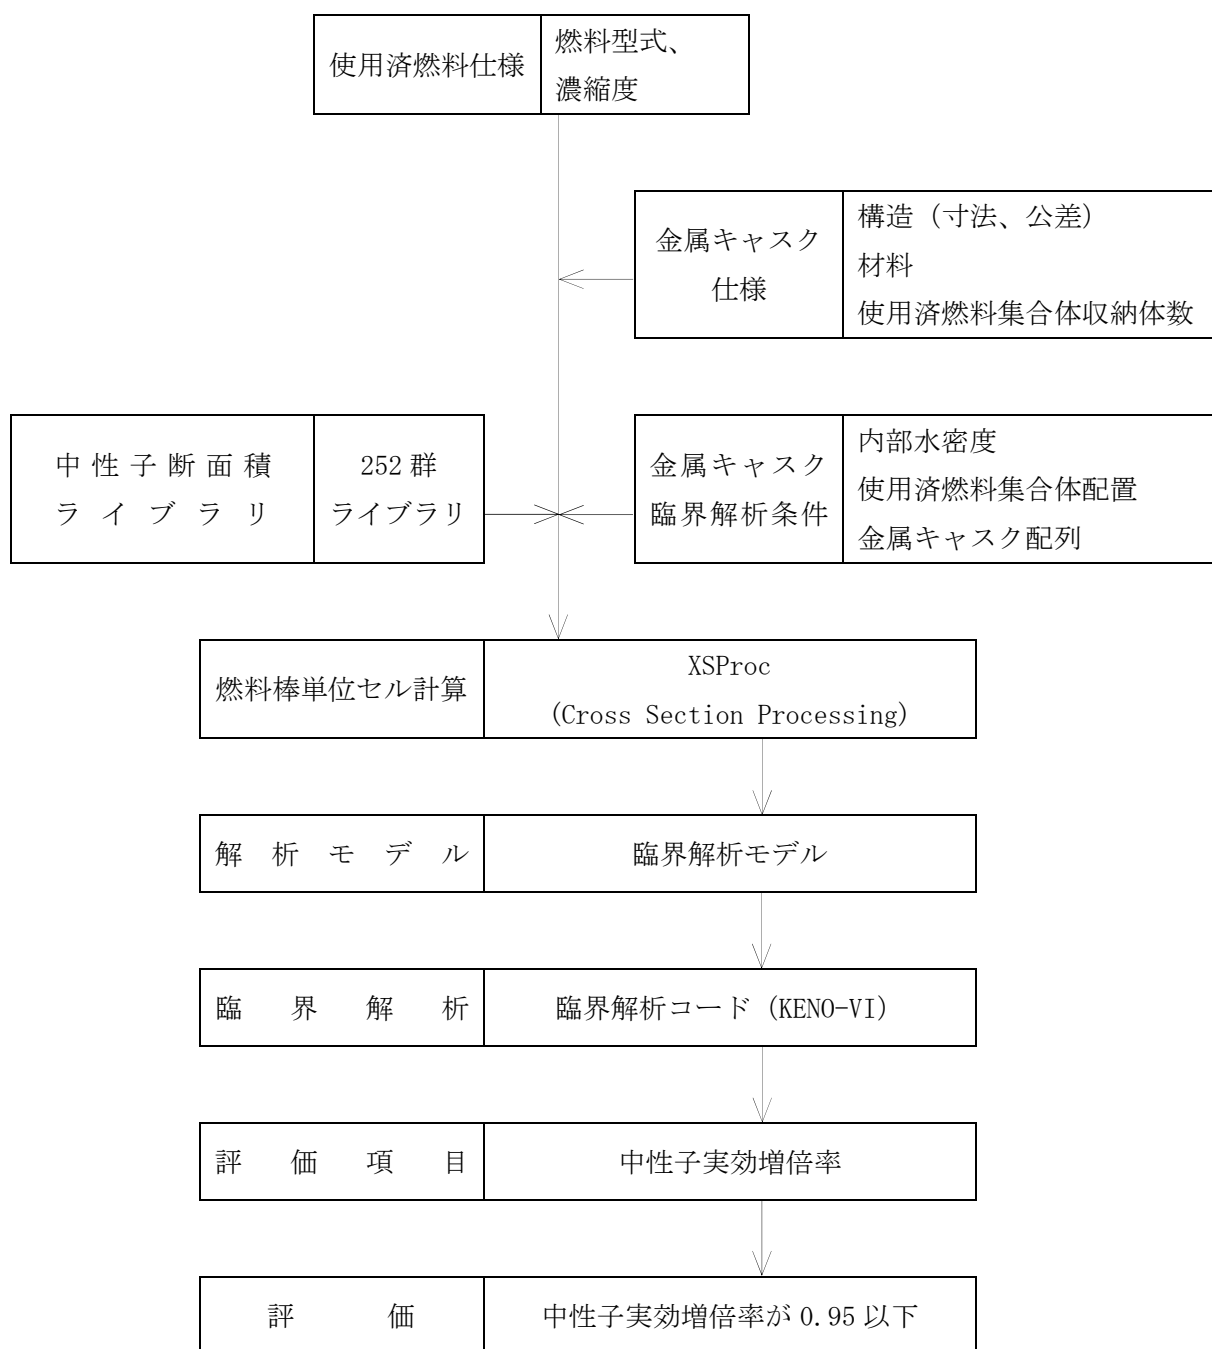 使用済燃料仕様
燃料型式、
濃縮度
金属キャスク
仕様
構造（寸法、公差）
材料
使用済燃料集合体収納体数
中性子断面積
ライブラリ
252 群
ライブラリ
金属キャスク
臨界解析条件
内部水密度
使用済燃料集合体配置
金属キャスク配列
燃料棒単位セル計算
XSProc
(Cross Section Processing)
解析モデル
臨界解析モデル
臨界解析
臨界解析コード（KENO-VI）
評価項目
中性子実効増倍率
評価
中性子実効増倍率が 0.95 以下